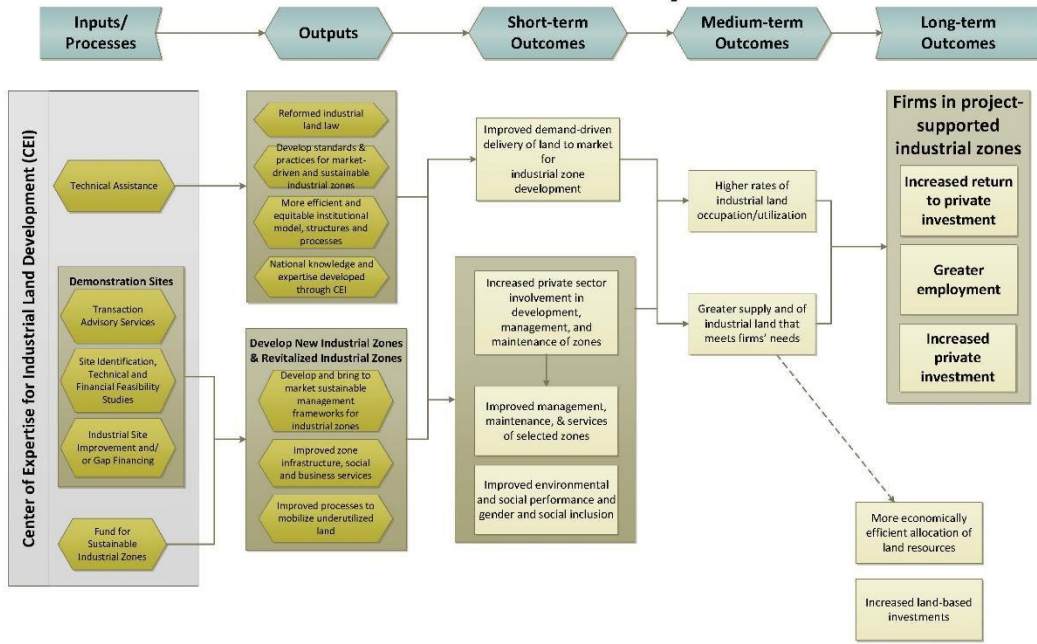 Inputs/
Processes
Outputs
Short-term
Outcomes
Medium-term
Outcomes
Long-term
Outcomes
Center of Expertise for Industrial Land Development (CEI)
Technical Assistance
Demonstration Sites
Transaction
Advisory Services
Site Identification,
Technical and
Financial Feasibility
Studies
Industrial Site
Improvement and/
or Gap Financing
Fund for
Sustainable
Industrial Zones
Reformed industrial
land law
Develop standards &
practices for market-
driven and sustainable
industrial zones
More efficient and
equitable institutional
model, structures and
processes
National knowledge and
expertise developed
through CEI
Develop New Industrial Zones
& Revitalized Industrial Zones
Develop and bring to
market sustainable
management
frameworks for
industrial zones
Improved zone
infrastructure, social
and business services
Improved processes to
mobilize underutilized
land
Improved demand-driven
delivery of land to market
for
industrial zone
development
Increased private sector
involvement in
development,
management, and
maintenance of zones
Improved management,
maintenance, & services
of selected zones
Improved environmental
and social performance and
gender and social inclusion
Higher rates of
industrial land
occupation/utilization
Greater supply and of
industrial land that
meets firms' needs
Firms in project-
supported
industrial zones
Increased return
to private
investment
Greater
employment
Increased
private
investment
More economically
efficient allocation of
land resources
Increased land-based
investments